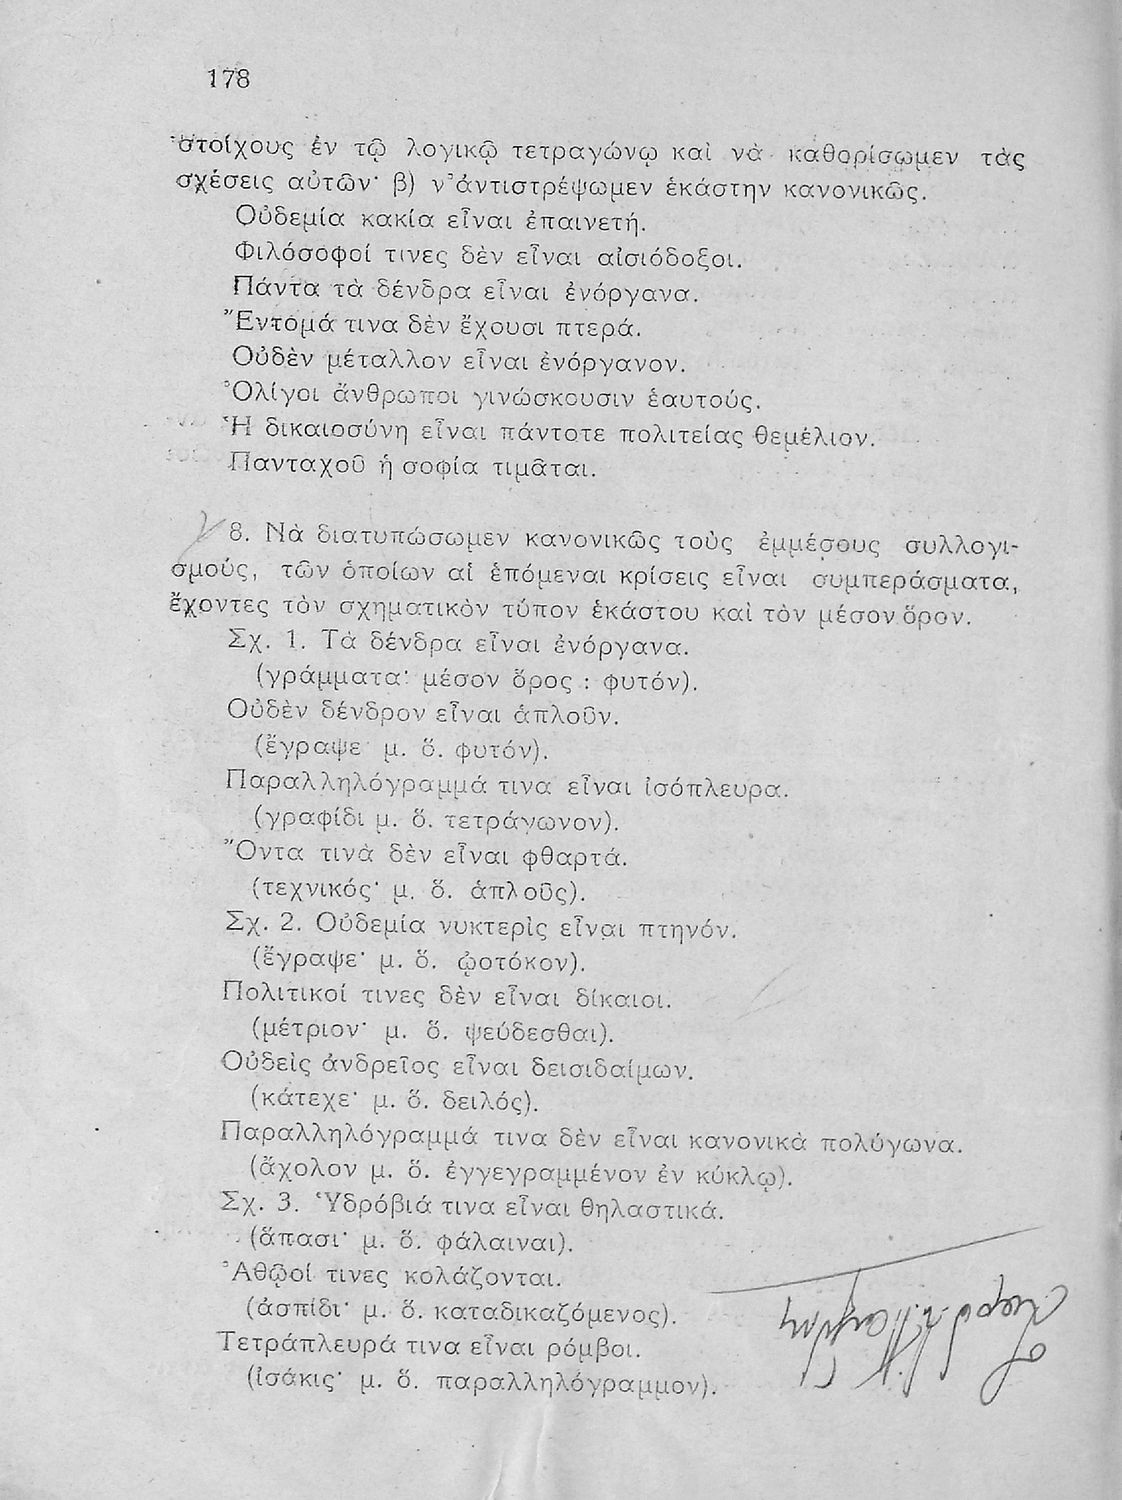 178
στοίχους ἐν τῷ λογικῷ τετραγώνῳ καὶ νὰ καθορίσωμεν τὰς
σχέσεις αὐτῶν· β) ν᾿ἀντιστρέψωμεν ἑκάστην κανονικῶς.
Οὐδεμία κακία εἶναι ἐπαινετή.
Φιλόσοφοί τινες δὲν εἶναι αἰσιόδοξοι.
Πάντα τὰ δένδρα εἶναι ἐνόργανα.
Ἔντομά τινα δὲν ἔχουσι πτερά.
Οὐδὲν μέταλλον εἶναι ἐνόργανον.
Ὀλίγοι ἄνθρωποι γινώσκουσιν ἑαυτούς.
Ἡ δικαιοσύνη εἶναι πάντοτε πολιτείας θεμέλιον.
Πανταχοῦ ἡ σοφία τιμᾶται.
8. Νὰ διατυπώσωμεν κανονικῶς τοὺς ἐμμέσους συλλογι-
σμούς, τῶν ὁποίων αἱ ἑπόμεναι κρίσεις εἶναι συμπεράσματα,
ἔχοντες τὸν σχηματικὸν τύπον ἑκάστου καὶ τὸν μέσον ὅρον.
Σχ. 1. Τὰ δένδρα εἶναι ἐνόργανα.
(γράμματα· μέσον ὅρος : φυτόν).
Οὐδὲν δένδρον εἶναι ἁπλοῦν.
(ἔγραψε· μ. ὅ. φυτόν).
Παραλληλόγραμμά τινα εἶναι ἰσόπλευρα.
(γραφίδι μ. ὅ. τετράγωνον).
Ὄντα τινὰ δὲν εἶναι φθαρτά.
(τεχνικός· μ. ὅ. ἁπλοῦς).
Σχ. 2. Οὐδεμία νυκτερὶς εἶναι πτηνόν.
(ἔγραψε· μ. ὅ. ᾠοτόκον).
Πολιτικοί τινες δὲν εἶναι δίκαιοι.
(μέτριον· μ. ὅ. ψεύδεσθαι).
Οὐδεὶς ἀνδρεῖος εἶναι δεισιδαίμων.
(κάτεχε· μ. ὅ. δειλός).
Παραλληλόγραμμά τινα δὲν εἶναι κανονικὰ πολύγωνα.
(ἄχολον μ. ὅ. ἐγγεγραμμένον ἐν κύκλῳ).
Σχ. 3. Ὑδρόβιά τινα εἶναι θηλαστικά.
(ἅπασι· μ. ὅ. φάλαιναι).
Ἀθῷοί τινες κολάζονται.
(ἀσπίδι· μ. ὅ. καταδικαζόμενος).
Τετράπλευρά τινα εἶναι ρόμβοι.
(ἰσάκις· μ. ὅ. παραλληλόγραμμον).